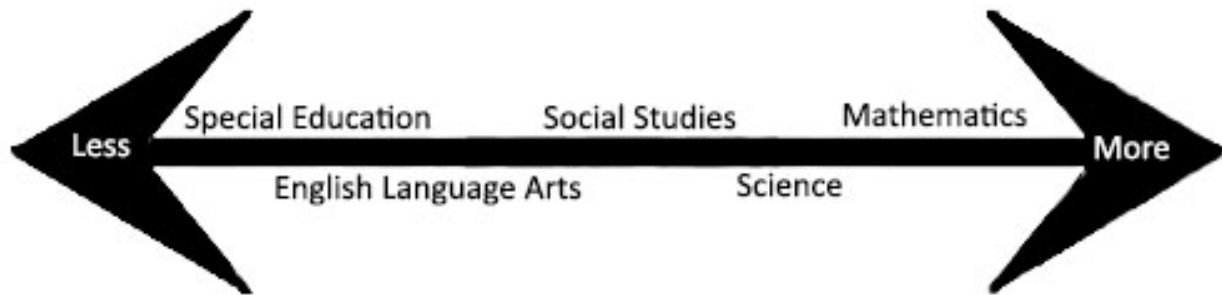 Special Education Social Studies Mathematics
Less More
English Language Arts Science